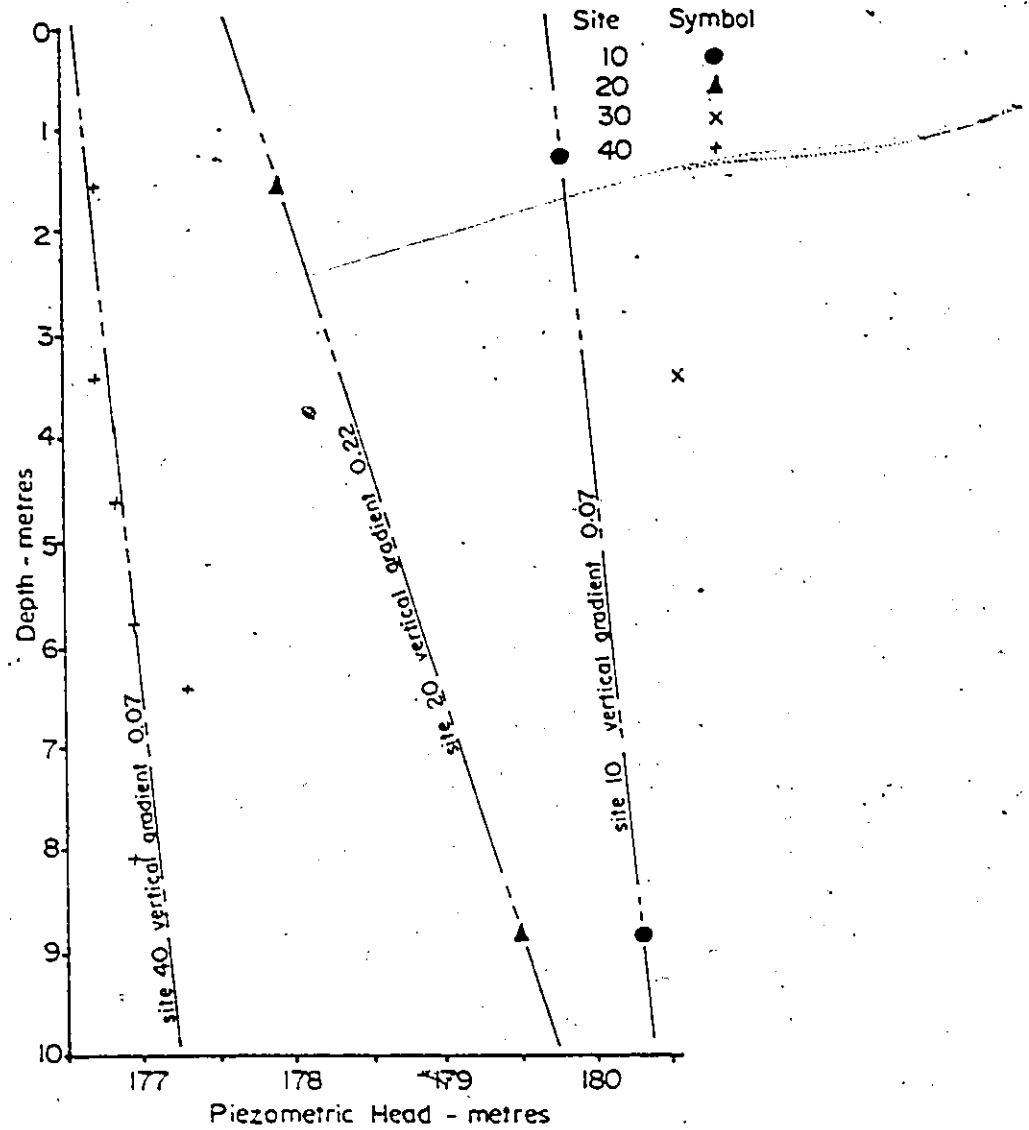 Site Symbol
10 ●
20 ▲
30 x
40 +
0
1
2
3
4
5
6
7
8
9
10
Depth - metres
site 40 vertical gradient 0.07
site 20 vertical gradient 0.22
site 10 vertical gradient 0.07
177 178 179 180
Piezometric Head - metres